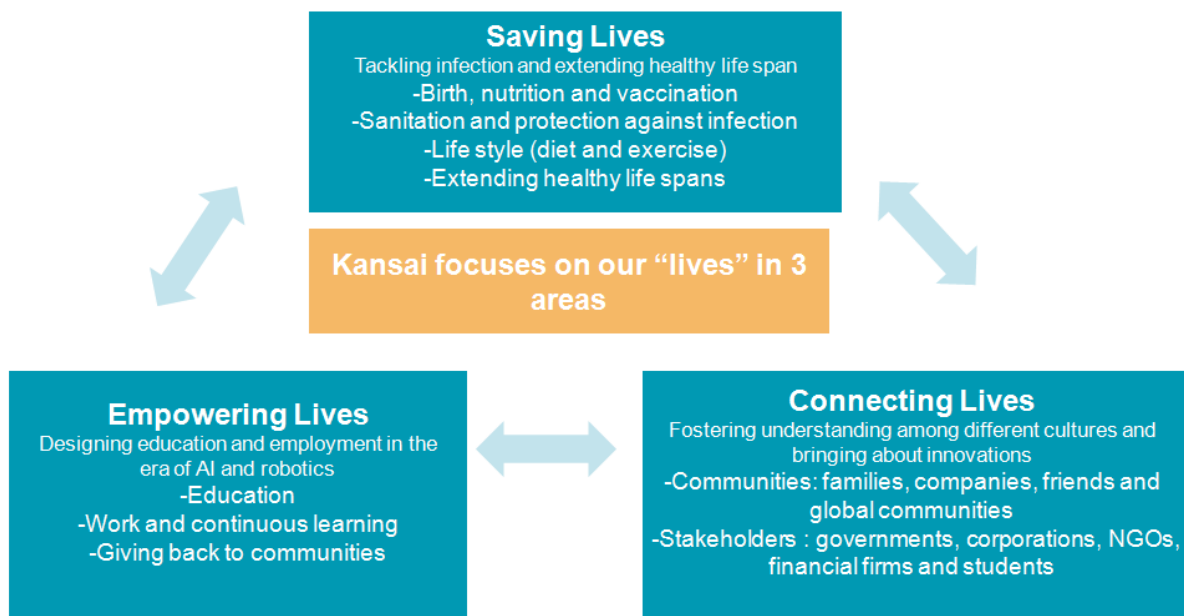 Saving Lives
Tackling infection and extending healthy life span
-Birth, nutrition and vaccination
-Sanitation and protection against infection
-Life style (diet and exercise)
-Extending healthy life spans
Kansai focuses on our “lives” in 3
areas
Empowering Lives
Designing education and employment in the
era of AI and robotics
-Education
-Work and continuous learning
-Giving back to communities
Connecting Lives
Fostering understanding among different cultures and
bringing about innovations
-Communities: families, companies, friends and
global communities
-Stakeholders : governments, corporations, NGOs,
financial firms and students